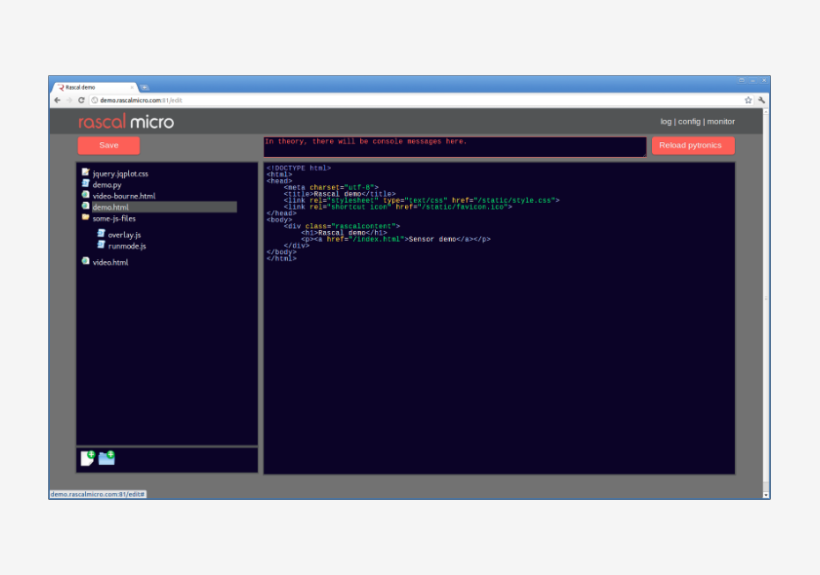 Rascal demo
demo.rascalmicro.com:81/edit
rascal micro
log | config | monitor
Save
In theory, there will be console messages here.
Reload pytronics
jquery.jqplot.css
demo.py
video-bourne.html
demo.html
some-js-files
overlay.js
runmode.js
video.html
<!DOCTYPE html>
<html>
<head>
<meta charset="utf-8">
<title>Rascal demo</title>
<link rel="stylesheet" type="text/css" href="/static/style.css">
<link rel="shortcut icon" href="/static/favicon.ico">
</head>
<body>
<div class="rascalcontent">
<h1>Rascal demo</h1>
<p><a href="/index.html">Sensor demo</a></p>
</div>
</body>
</html>
demo.rascalmicro.com:81/edit#